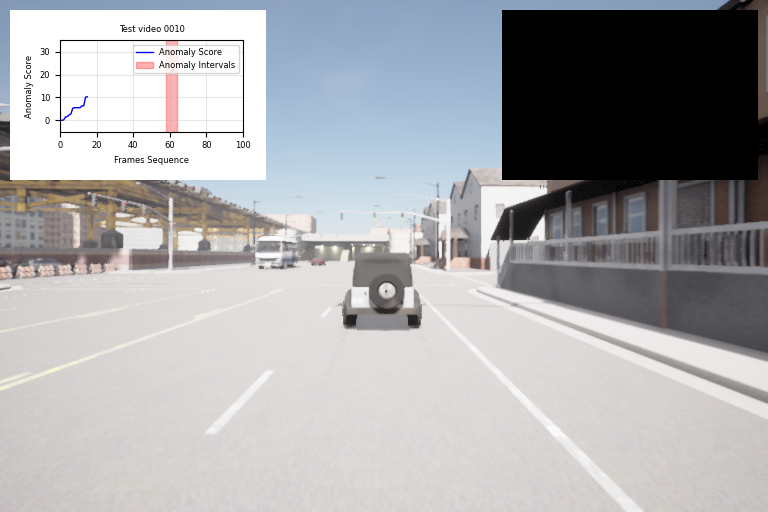 Test video 0010
Anomaly Score
Anomaly Intervals
Anomaly Score
30
20
10
0
0 20 40 60 80 100
Frames Sequence